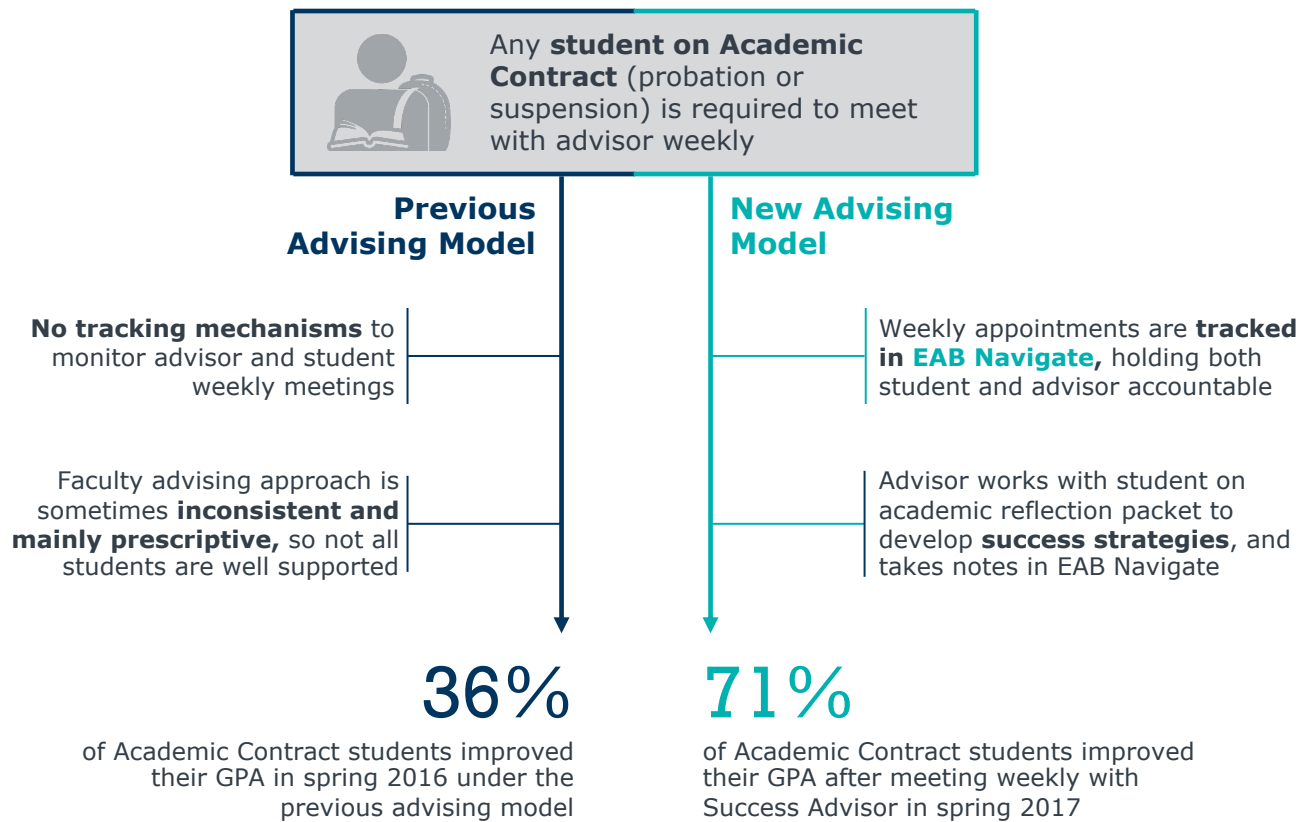 Any student on Academic
Contract (probation or
suspension) is required to meet
with advisor weekly
Previous
Advising Model
No tracking mechanisms to
monitor advisor and student
weekly meetings
Faculty advising approach is
sometimes inconsistent and
mainly prescriptive, so not all
students are well supported
36%
of Academic Contract students improved
their GPA in spring 2016 under the
previous advising model
New Advising
Model
Weekly appointments are tracked
in EAB Navigate, holding both
student and advisor accountable
Advisor works with student on
academic reflection packet to
develop success strategies, and
takes notes in EAB Navigate
71%
of Academic Contract students improved
their GPA after meeting weekly with
Success Advisor in spring 2017